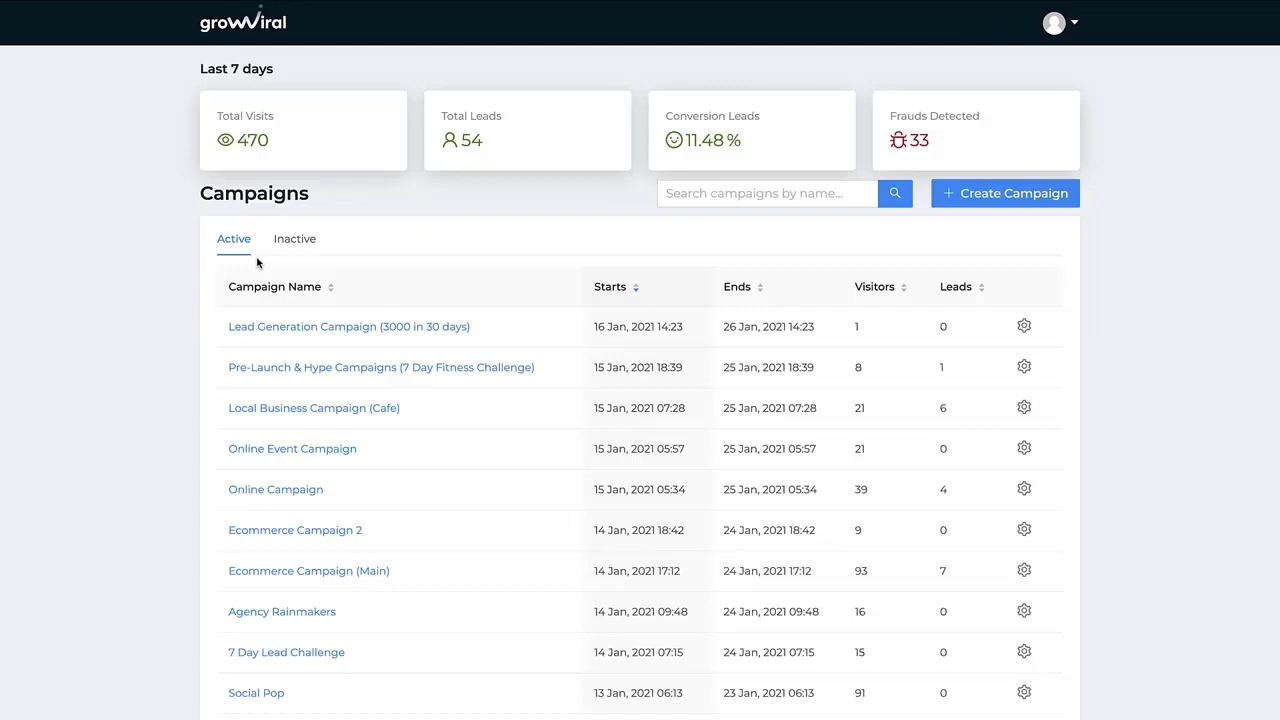 growviral
Last 7 days
Total Visits
470
Total Leads
54
Conversion Leads
11.48 %
Frauds Detected
33
Campaigns
Search campaigns by name...
+ Create Campaign
Active
Inactive
Campaign Name Starts Ends Visitors Leads
Lead Generation Campaign (3000 in 30 days) 16 Jan, 2021 14:23 26 Jan, 2021 14:23 1 0
Pre-Launch & Hype Campaigns (7 Day Fitness Challenge) 15 Jan, 2021 18:39 25 Jan, 2021 18:39 8 1
Local Business Campaign (Cafe) 15 Jan, 2021 07:28 25 Jan, 2021 07:28 21 6
Online Event Campaign 15 Jan, 2021 05:57 25 Jan, 2021 05:57 21 0
Online Campaign 15 Jan, 2021 05:34 25 Jan, 2021 05:34 39 4
Ecommerce Campaign 2 14 Jan, 2021 18:42 24 Jan, 2021 18:42 9 0
Ecommerce Campaign (Main) 14 Jan, 2021 17:12 24 Jan, 2021 17:12 93 7
Agency Rainmakers 14 Jan, 2021 09:48 24 Jan, 2021 09:48 16 0
7 Day Lead Challenge 14 Jan, 2021 07:15 24 Jan, 2021 07:15 15 0
Social Pop 13 Jan, 2021 06:13 23 Jan, 2021 06:13 91 0